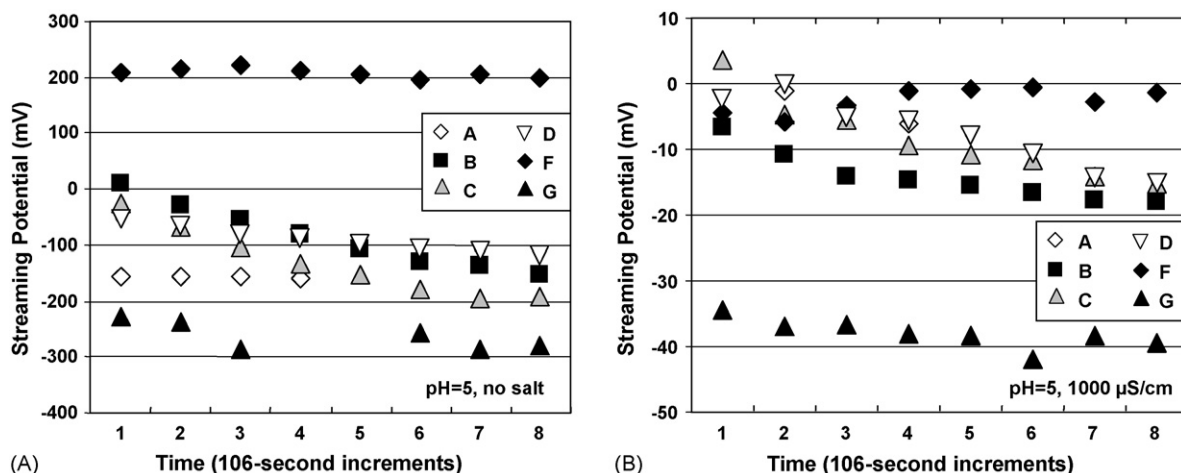 300
200
100
0
-100
-200
-300
-400
Streaming Potential (mV)
A D
B F
C G
pH=5, no salt
1 2 3 4 5 6 7 8
(A) Time (106-second increments)
10
0
-10
-20
-30
-40
-50
Streaming Potential (mV)
A D
B F
C G
pH=5, 1000 µS/cm
1 2 3 4 5 6 7 8
(B) Time (106-second increments)